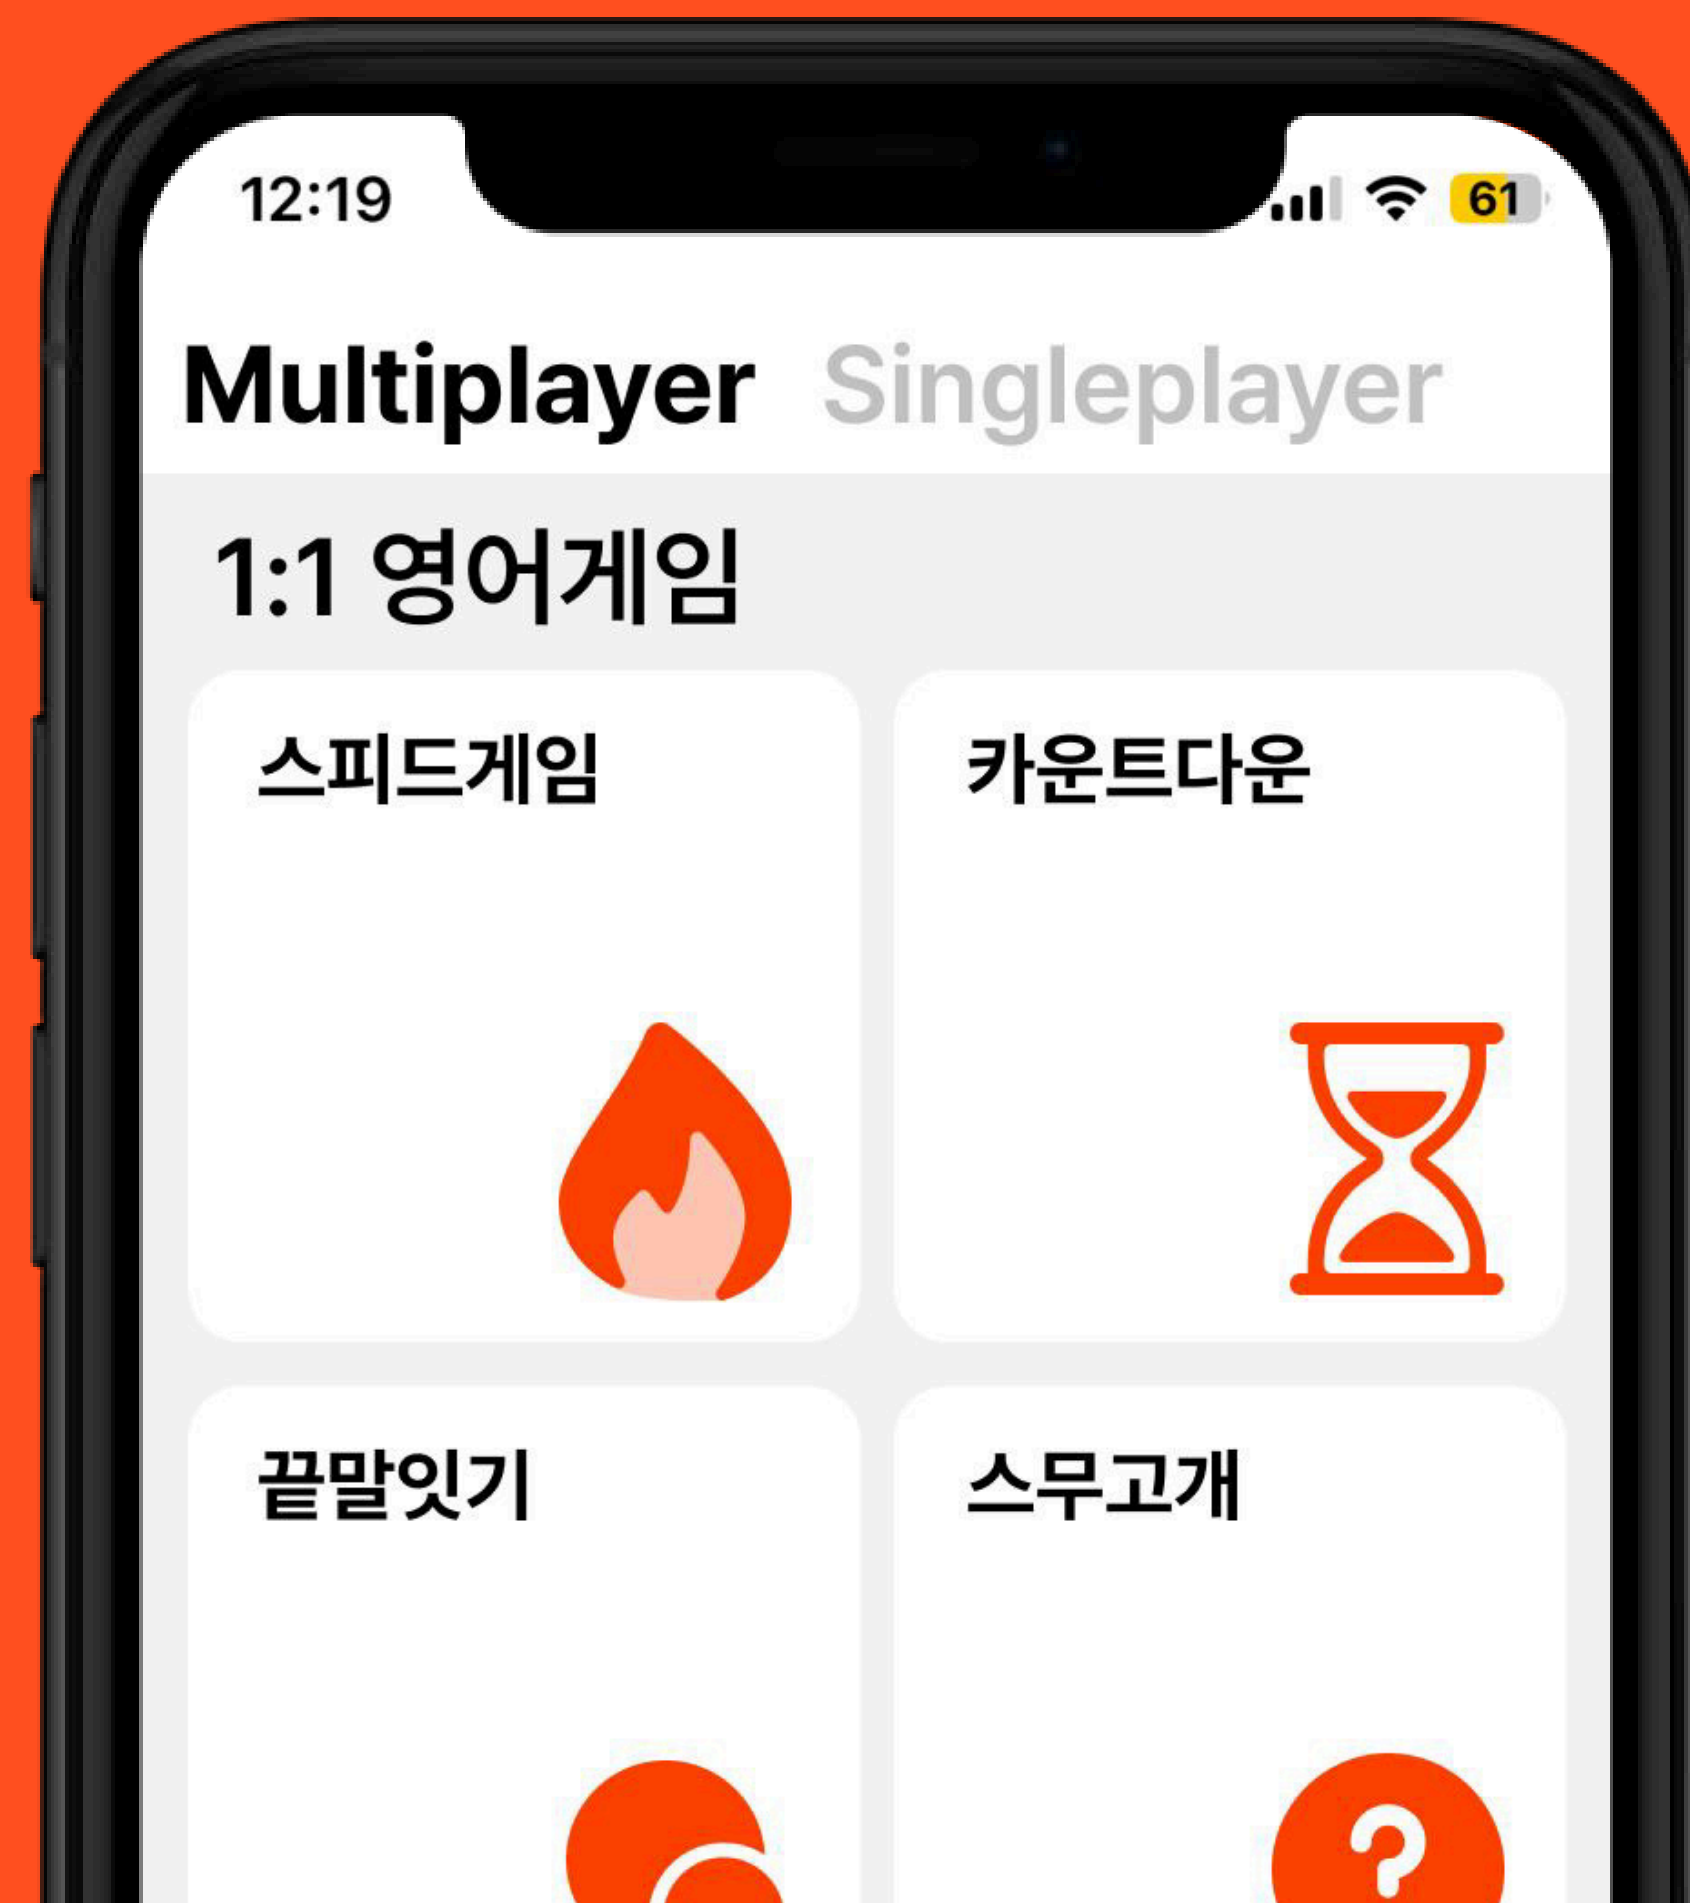 12:19
61
Multiplayer Singleplayer
1:1 영어게임
스피드게임
카운트다운
끝말잇기
스무고개
?